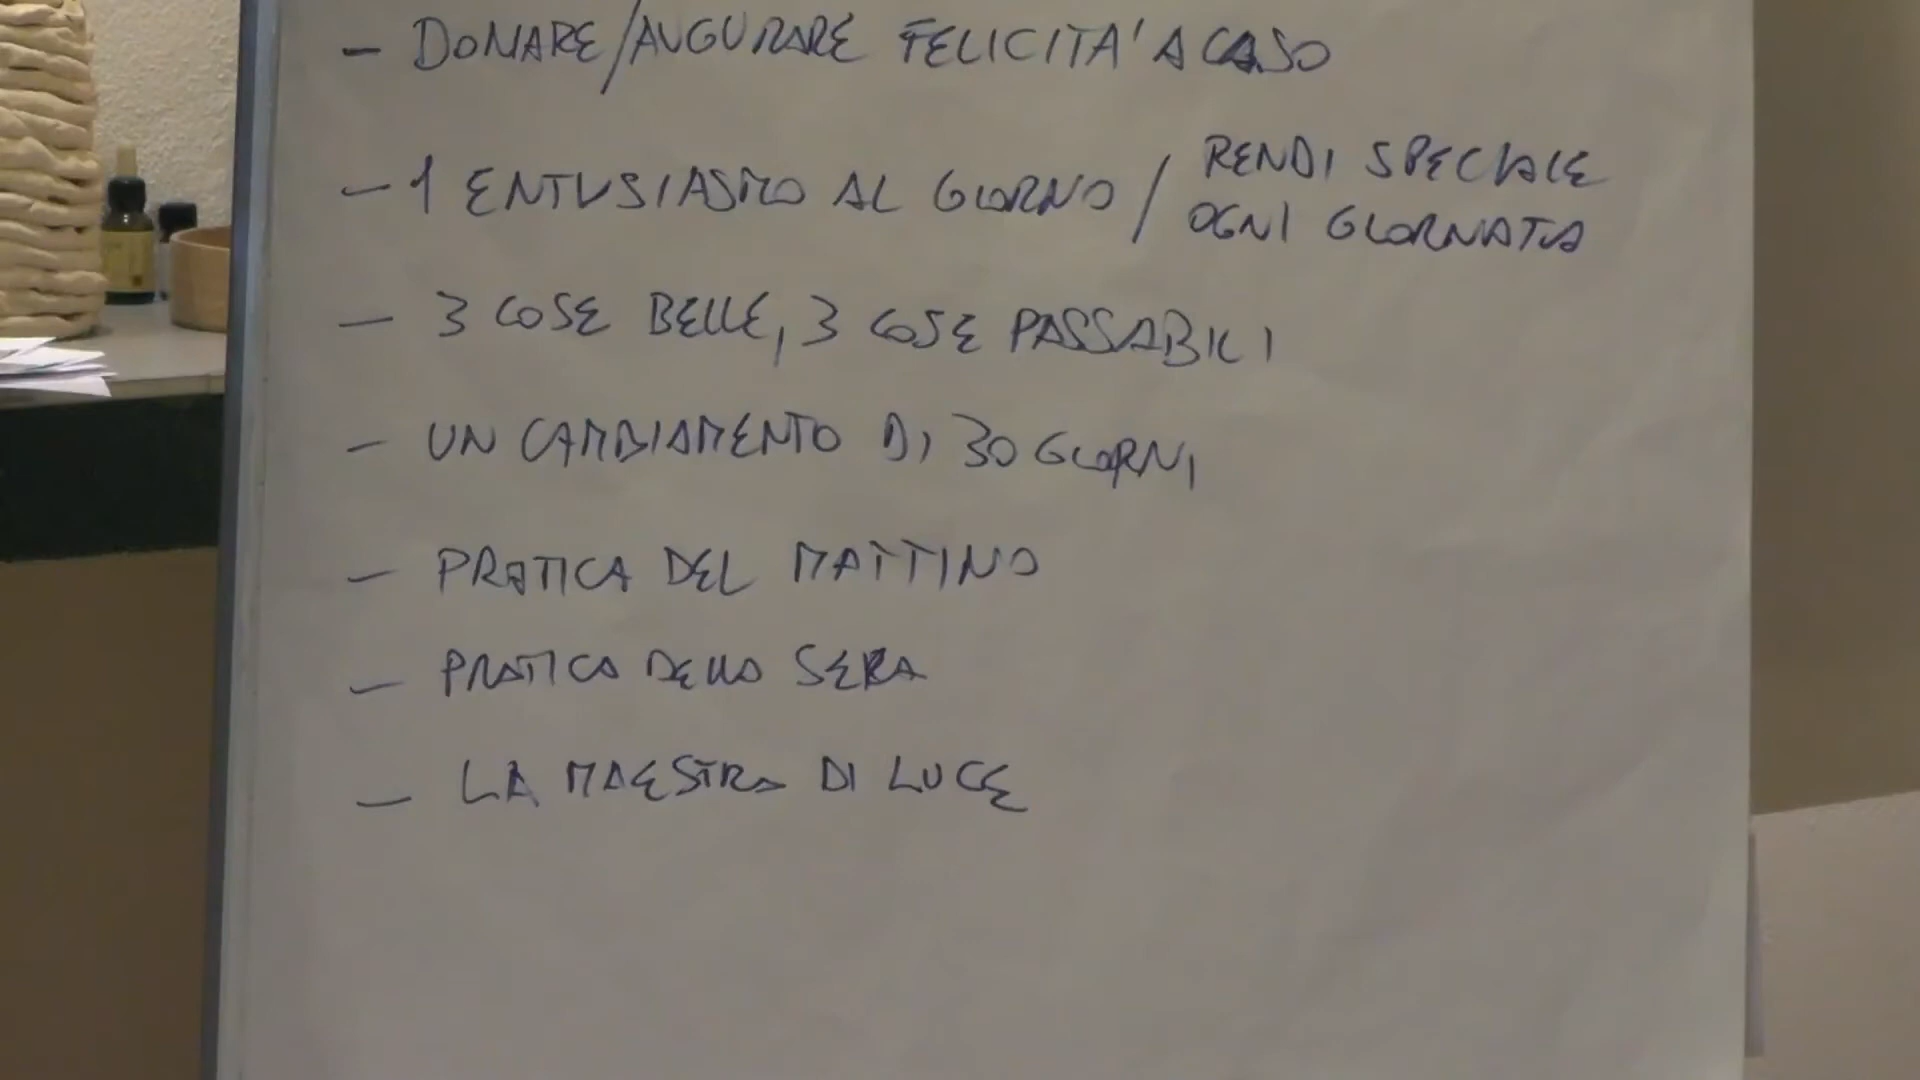 - DONARE/AUGURARE FELICITA' A CASO
- 1 ENTUSIASMO AL GIORNO / RENDI SPECIALE
OGNI GIORNATA
- 3 COSE BELLE, 3 COSE PASSABILI
- UN CAMBIAMENTO DI 30 GIORNI
- PRATICA DEL MATTINO
- PRATICA DELLA SERA
- LA MAESTRA DI LUCE